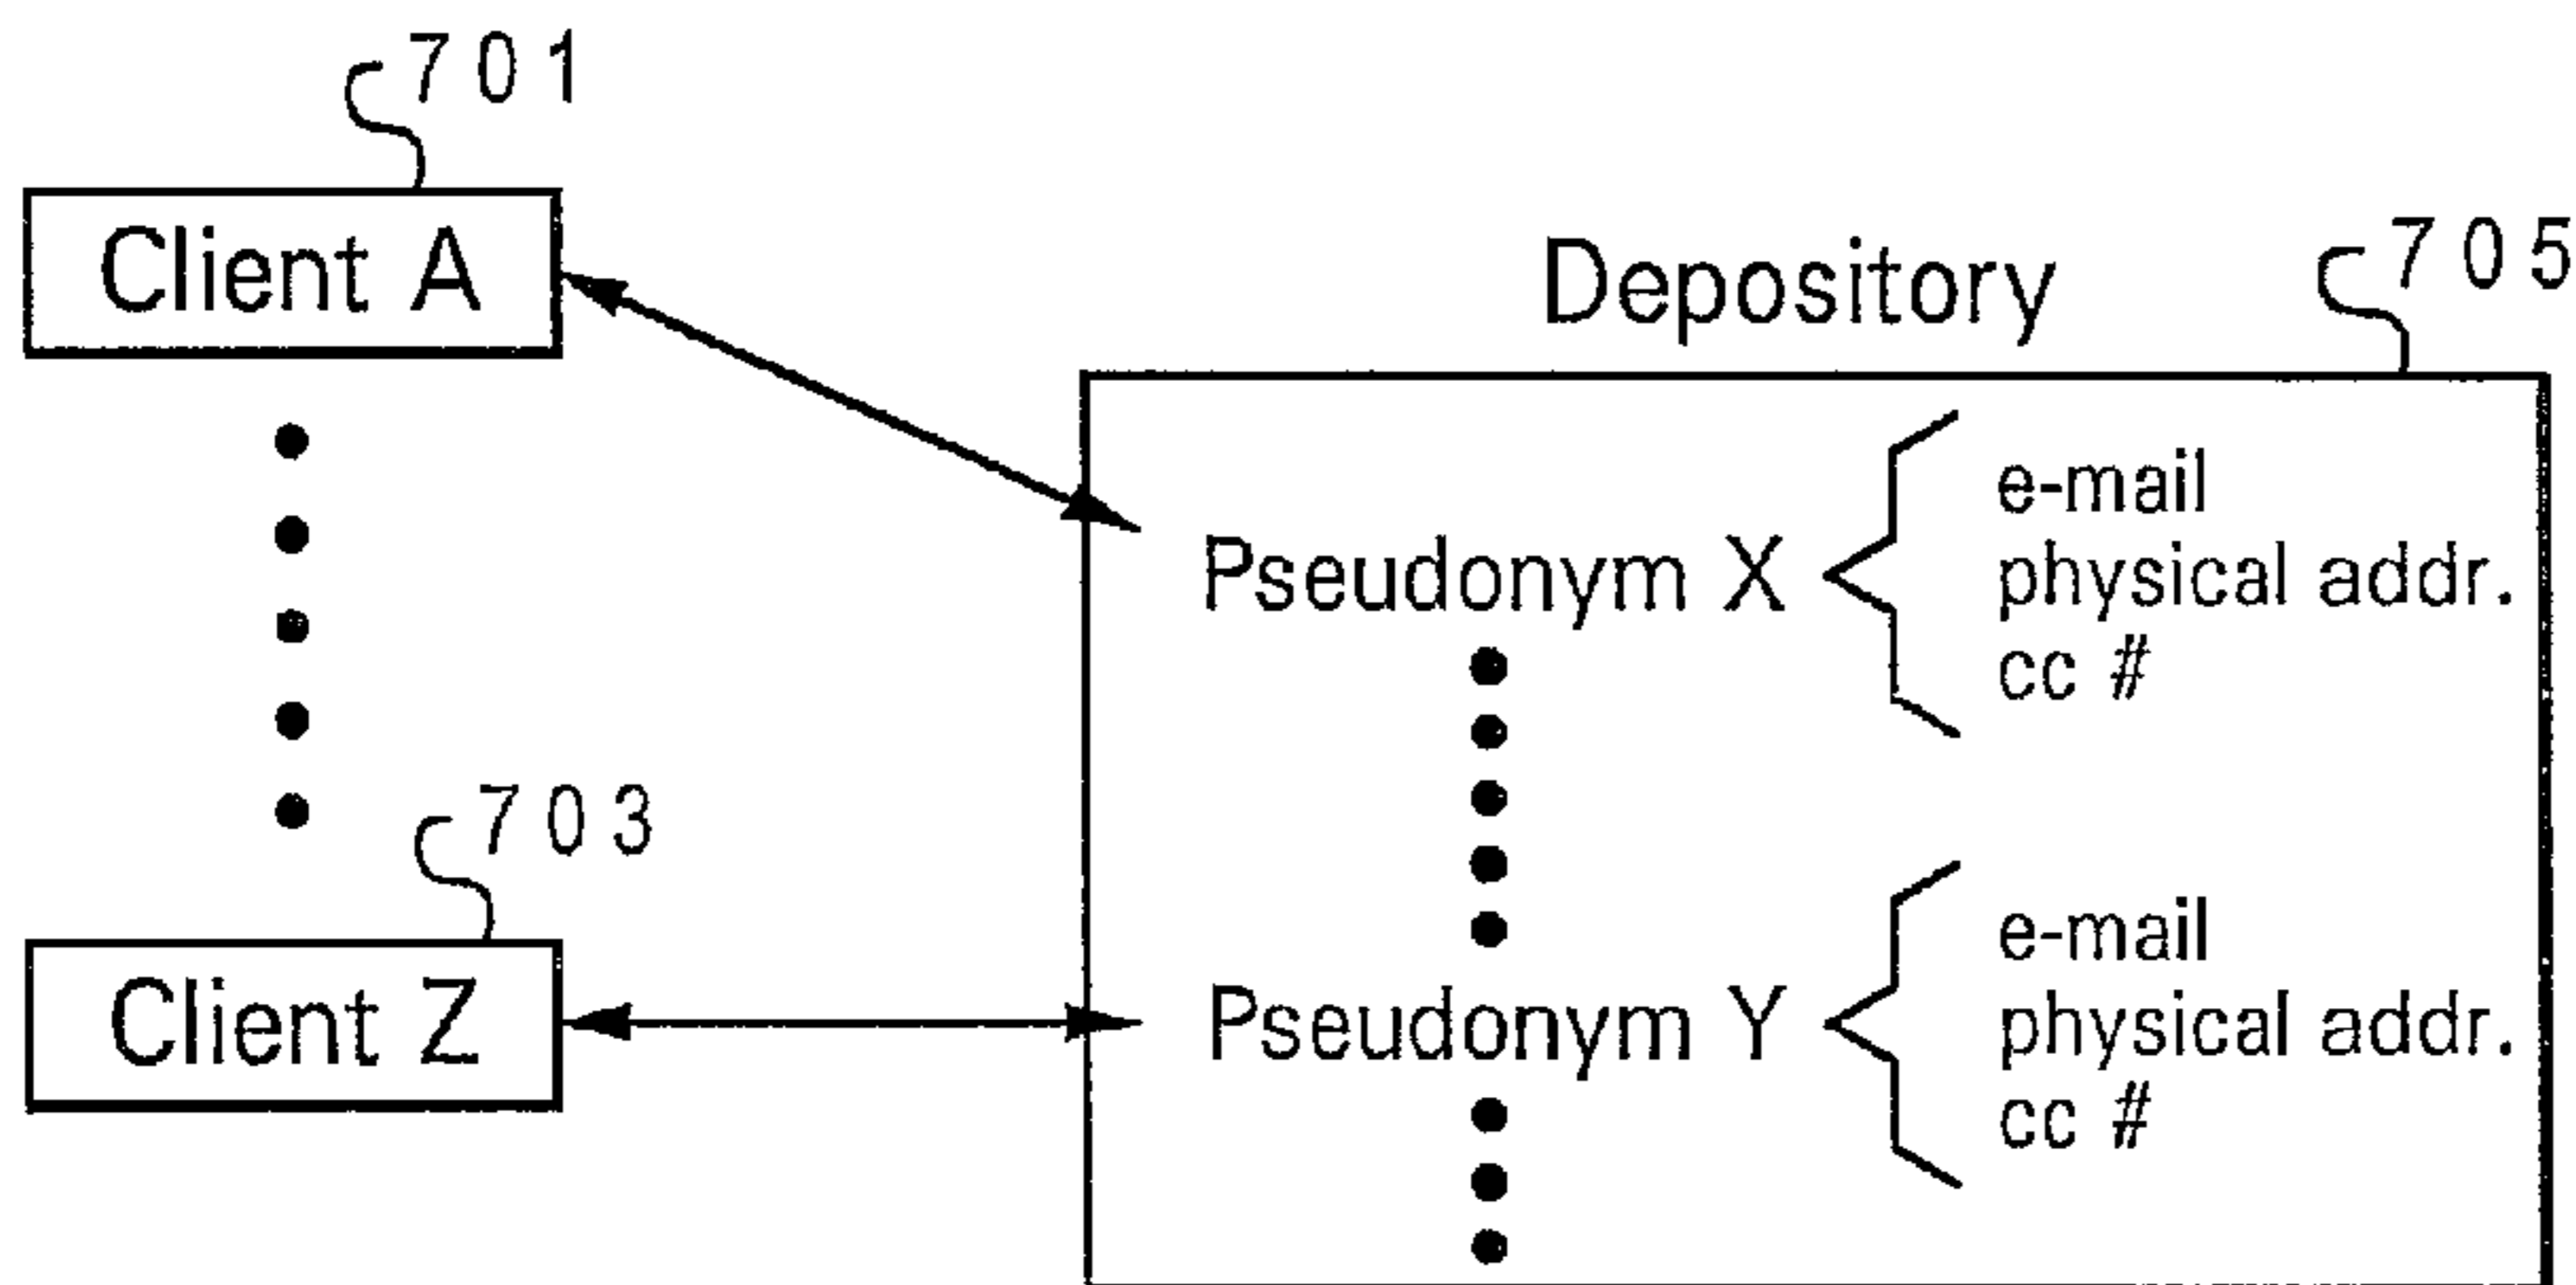 701
Client A
Depository
705
Pseudonym X
e-mail
physical addr.
cc #
703
Client Z
Pseudonym Y
e-mail
physical addr.
cc #